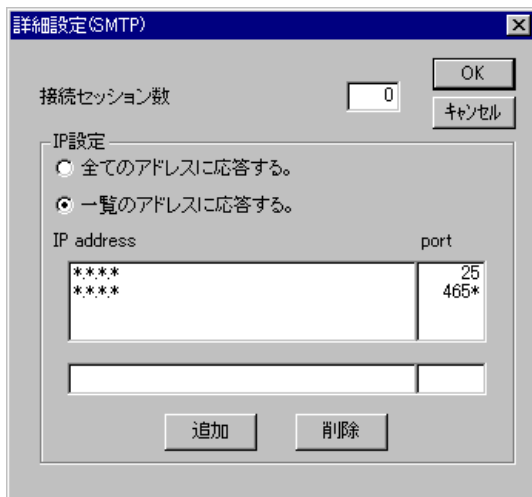 詳細設定(SMTP)
OK
接続セッション数 0
キャンセル
IP設定
全てのアドレスに応答する。
一覧のアドレスに応答する。
IP address port
*.*.*.* 25
*.*.*.* 465*
追加 削除